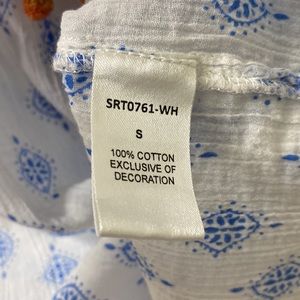 SRT0761-WH
S
100% COTTON
EXCLUSIVE OF
DECORATION